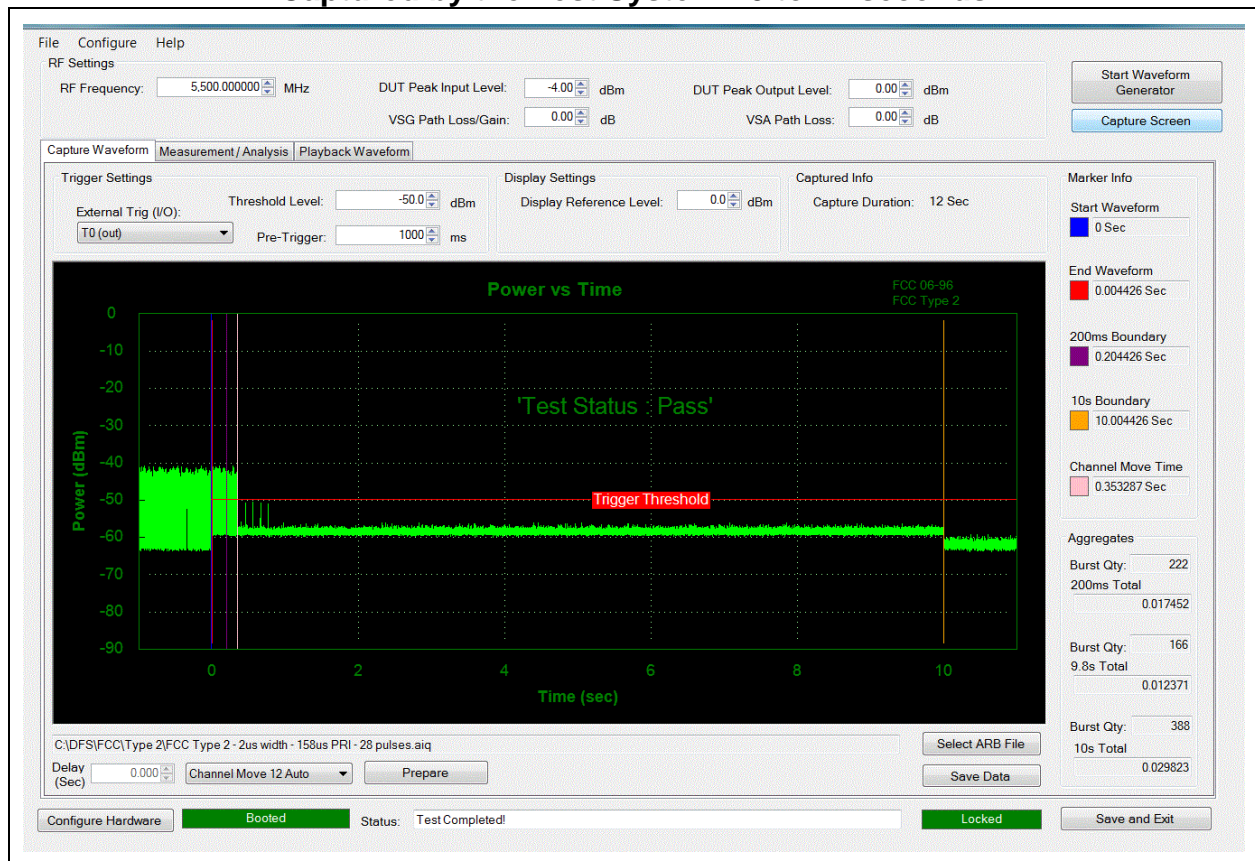 File Configure Help
RF Settings
RF Frequency: 5,500.000000 MHz DUT Peak Input Level: -4.00 dBm DUT Peak Output Level: 0.00 dBm
VSG Path Loss/Gain: 0.00 dB VSA Path Loss: 0.00 dB
Start Waveform
Generator
Capture Screen
Capture Waveform Measurement / Analysis Playback Waveform
Trigger Settings
Threshold Level: -50.0 dBm
External Trig (I/O):
T0 (out)
Pre-Trigger: 1000 ms
Display Settings
Display Reference Level: 0.0 dBm
Captured Info
Capture Duration: 12 Sec
Marker Info
Start Waveform
0 Sec
End Waveform
0.004426 Sec
200ms Boundary
0.204426 Sec
10s Boundary
10.004426 Sec
Channel Move Time
0.353287 Sec
Power vs Time
FCC 06-96
FCC Type 2
'Test Status : Pass'
Trigger Threshold
Power (dBm)
0
-10
-20
-30
-40
-50
-60
-70
-80
-90
0 2 4 6 8 10
Time (sec)
Aggregates
Burst Qty: 222
200ms Total
0.017452
Burst Qty: 166
9.8s Total
0.012371
Burst Qty: 388
10s Total
0.029823
C:\DFS\FCC\Type 2\FCC Type 2 - 2us width - 158us PRI - 28 pulses.aiq
Select ARB File
Delay
(Sec) 0.000 Channel Move 12 Auto Prepare
Save Data
Configure Hardware Booted Status: Test Completed! Locked Save and Exit